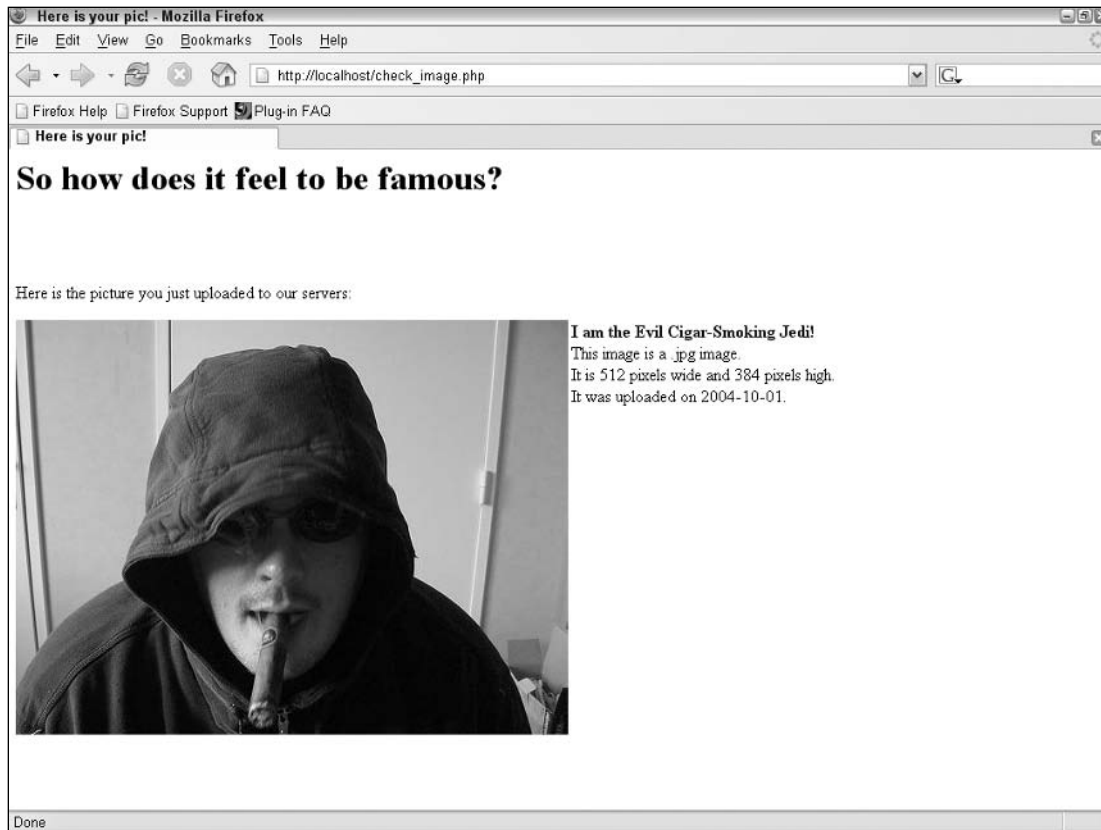 Here is your pic! - Mozilla Firefox
File Edit View Go Bookmarks Tools Help
http://localhost/check_image.php
G
Firefox Help Firefox Support Plug-in FAQ
Here is your pic!
So how does it feel to be famous?
Here is the picture you just uploaded to our servers:
I am the Evil Cigar-Smoking Jedi!
This image is a .jpg image.
It is 512 pixels wide and 384 pixels high.
It was uploaded on 2004-10-01.
Done